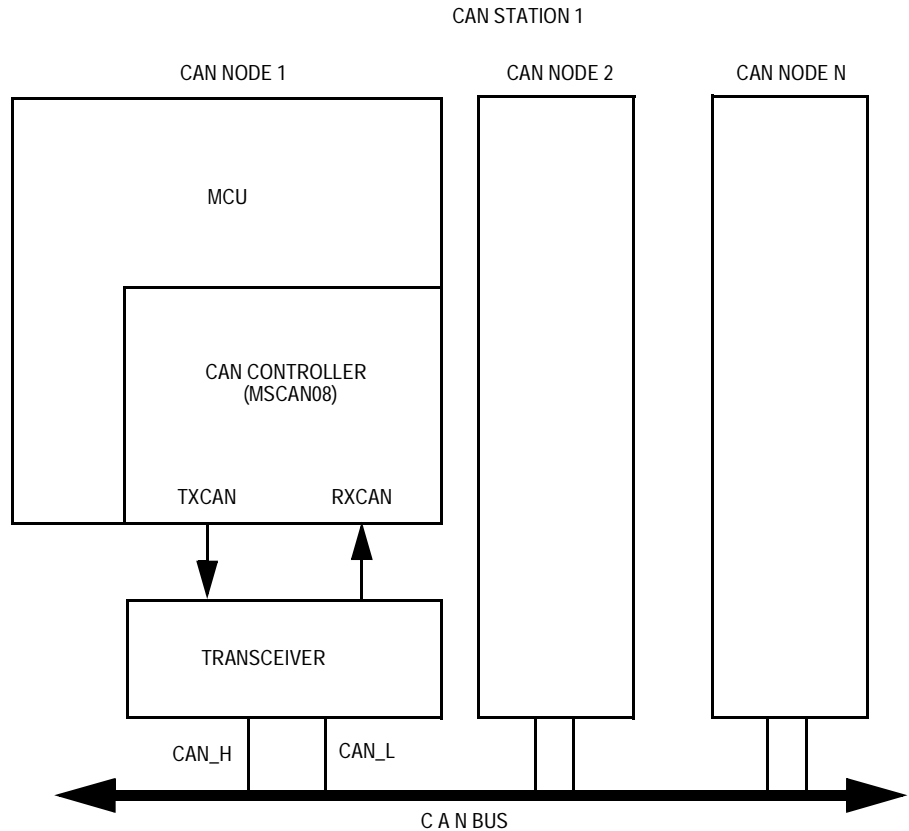 CAN STATION 1
CAN NODE 1
CAN NODE 2
CAN NODE N
MCU
CAN CONTROLLER
(MSCAN08)
TXCAN
RXCAN
TRANSCEIVER
CAN_H
CAN_L
C A N BUS